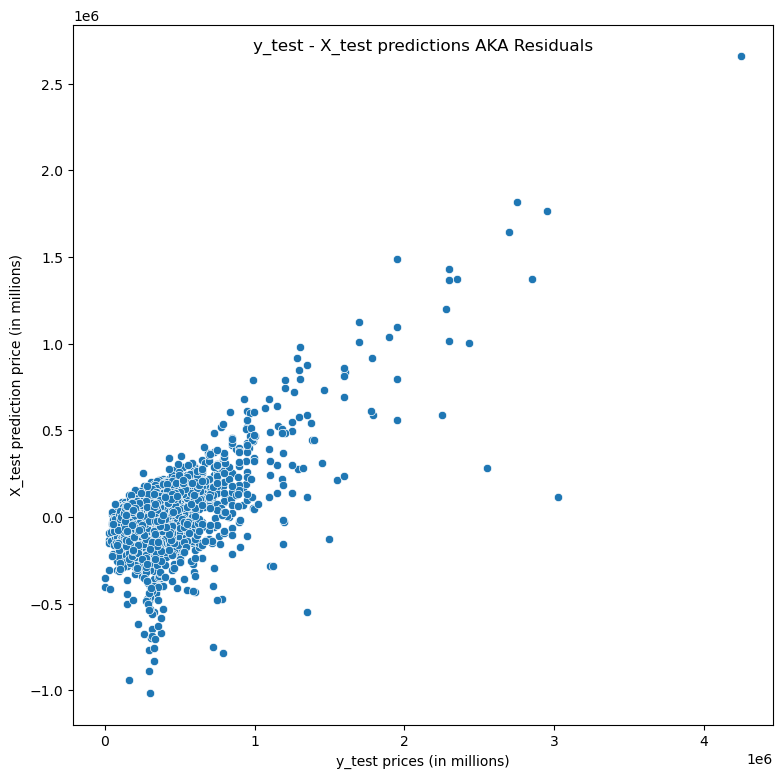 1e6
y_test - X_test predictions AKA Residuals
2.5
2.0
1.5
1.0
0.5
0.0
−0.5
−1.0
X_test prediction price (in millions)
0 1 2 3 4
y_test prices (in millions)
1e6